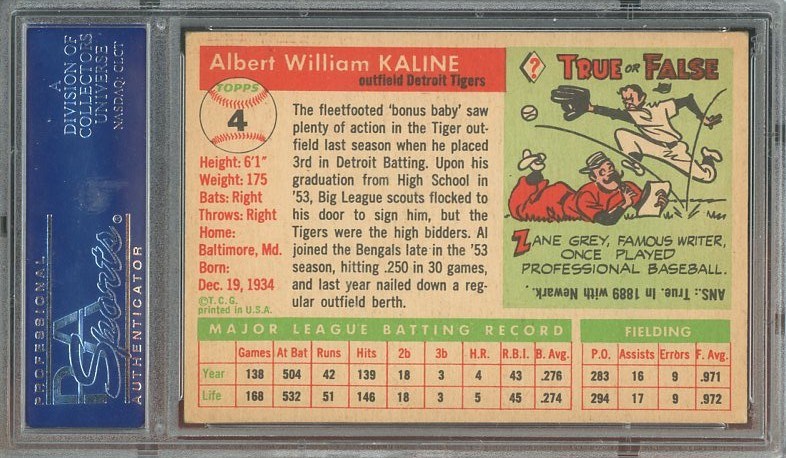 A
DIVISION OF
COLLECTORS
UNIVERSE
NASDAQ: CLCT
PROFESSIONAL
PSA
Sports®
AUTHENTICATOR
Albert William KALINE
outfield Detroit Tigers
TOPPS
4
Height: 6'1"
Weight: 175
Bats: Right
Throws: Right
Home:
Baltimore, Md.
Born:
Dec. 19, 1934
©T.C.G.
printed in U.S.A.
The fleetfooted 'bonus baby' saw
plenty of action in the Tiger out-
field last season when he placed
3rd in Detroit Batting. Upon his
graduation from High School in
'53, Big League scouts flocked to
his door to sign him, but the
Tigers were the high bidders. Al
joined the Bengals late in the '53
season, hitting .250 in 30 games,
and last year nailed down a reg-
ular outfield berth.
?
TRUE OR FALSE
ZANE GREY, FAMOUS WRITER,
ONCE PLAYED
PROFESSIONAL BASEBALL.
ANS.: True. In 1889 with Newark.
MAJOR LEAGUE BATTING RECORD FIELDING
Games At Bat Runs Hits 2b 3b H.R. R.B.I. B. Avg. P.O. Assists Errors F. Avg.
Year 138 504 42 139 18 3 4 43 .276 283 16 9 .971
Life 168 532 51 146 18 3 5 45 .274 294 17 9 .972